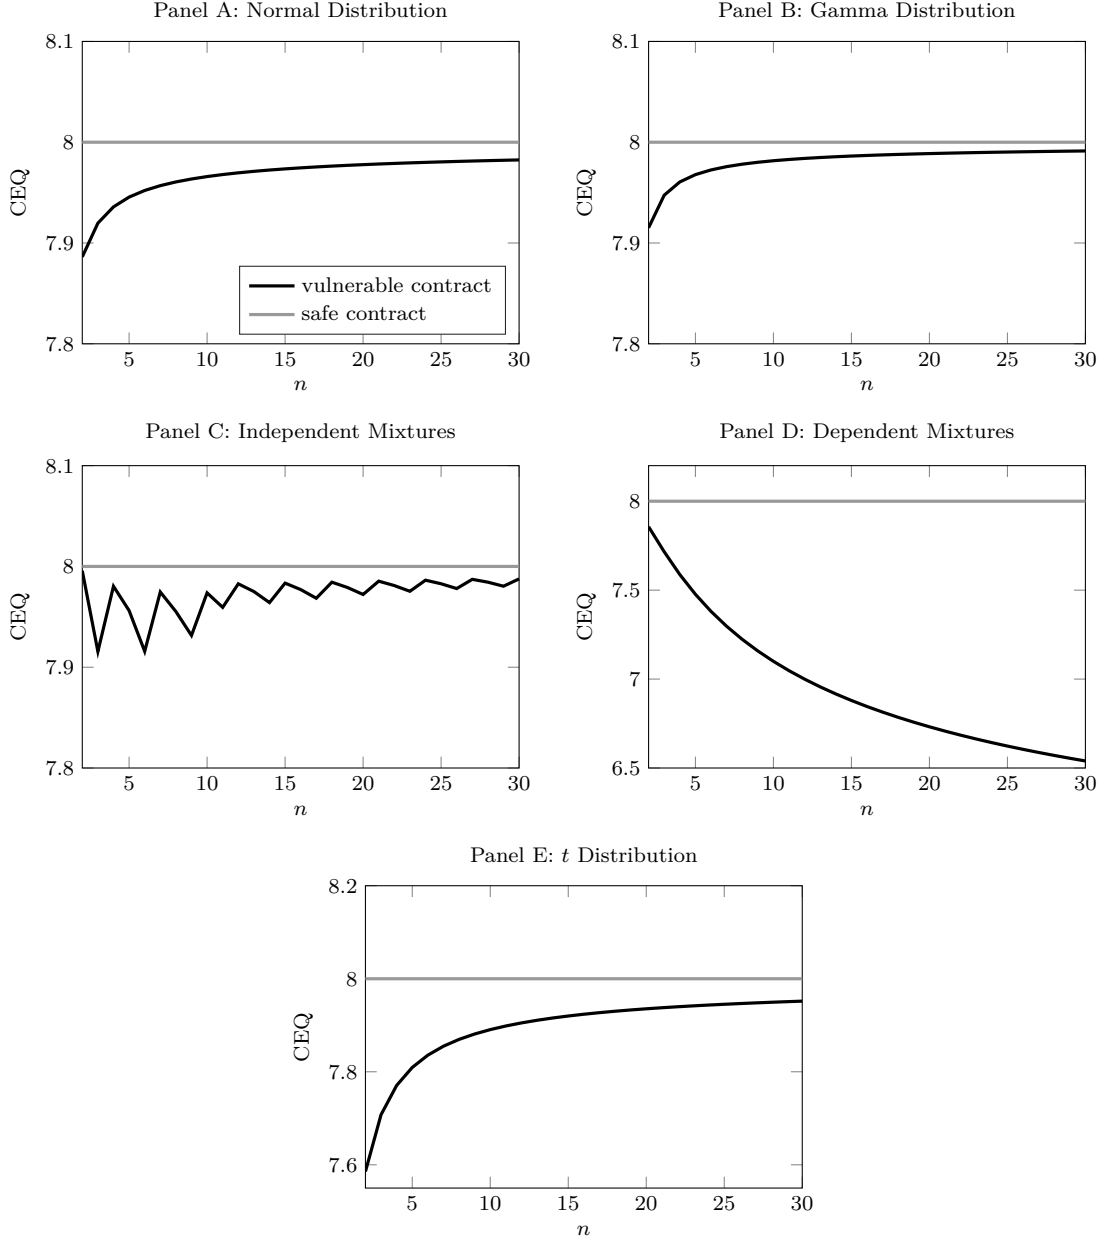 Panel A: Normal Distribution
8.1
8
7.9
7.8
CEQ
5 10 15 20 25 30
n
vulnerable contract
safe contract
Panel B: Gamma Distribution
8.1
8
7.9
7.8
CEQ
5 10 15 20 25 30
n
Panel C: Independent Mixtures
8.1
8
7.9
7.8
CEQ
5 10 15 20 25 30
n
Panel D: Dependent Mixtures
8
7.5
7
6.5
CEQ
5 10 15 20 25 30
n
Panel E: t Distribution
8.2
8
7.8
7.6
CEQ
5 10 15 20 25 30
n